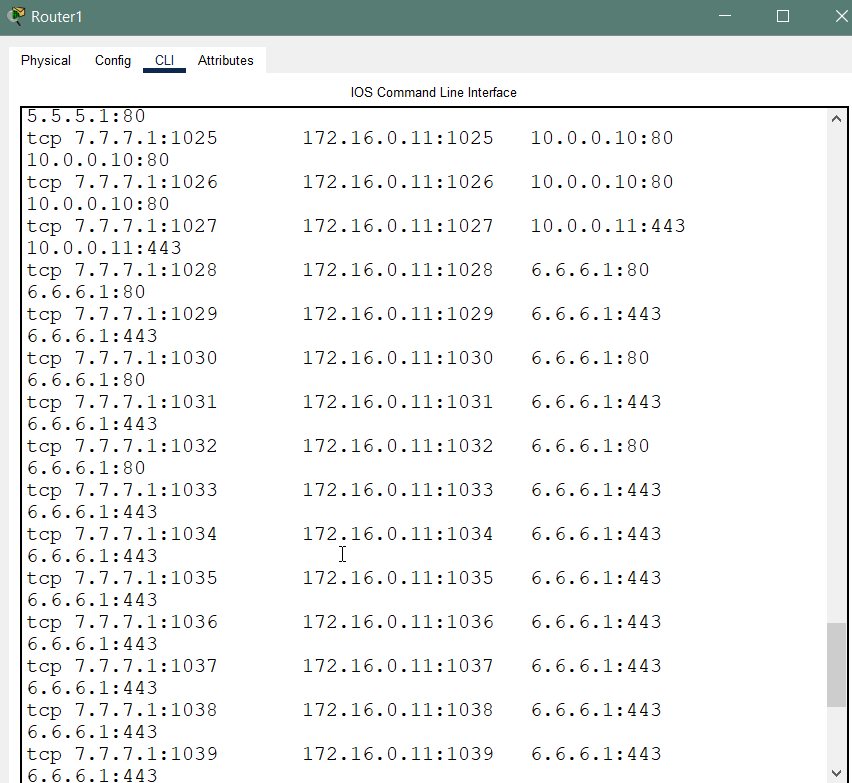 Router1
Physical Config CLI Attributes
IOS Command Line Interface
5.5.5.1:80
tcp 7.7.7.1:1025 172.16.0.11:1025 10.0.0.10:80
10.0.0.10:80
tcp 7.7.7.1:1026 172.16.0.11:1026 10.0.0.10:80
10.0.0.10:80
tcp 7.7.7.1:1027 172.16.0.11:1027 10.0.0.11:443
10.0.0.11:443
tcp 7.7.7.1:1028 172.16.0.11:1028 6.6.6.1:80
6.6.6.1:80
tcp 7.7.7.1:1029 172.16.0.11:1029 6.6.6.1:443
6.6.6.1:443
tcp 7.7.7.1:1030 172.16.0.11:1030 6.6.6.1:80
6.6.6.1:80
tcp 7.7.7.1:1031 172.16.0.11:1031 6.6.6.1:443
6.6.6.1:443
tcp 7.7.7.1:1032 172.16.0.11:1032 6.6.6.1:80
6.6.6.1:80
tcp 7.7.7.1:1033 172.16.0.11:1033 6.6.6.1:443
6.6.6.1:443
tcp 7.7.7.1:1034 172.16.0.11:1034 6.6.6.1:443
6.6.6.1:443
tcp 7.7.7.1:1035 172.16.0.11:1035 6.6.6.1:443
6.6.6.1:443
tcp 7.7.7.1:1036 172.16.0.11:1036 6.6.6.1:443
6.6.6.1:443
tcp 7.7.7.1:1037 172.16.0.11:1037 6.6.6.1:443
6.6.6.1:443
tcp 7.7.7.1:1038 172.16.0.11:1038 6.6.6.1:443
6.6.6.1:443
tcp 7.7.7.1:1039 172.16.0.11:1039 6.6.6.1:443
6.6.6.1:443